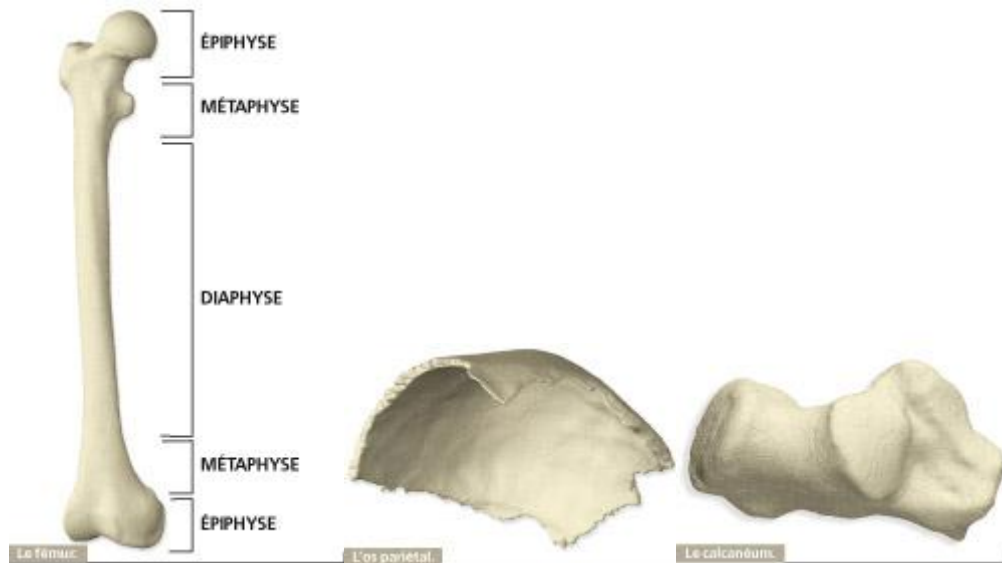 ÉPIPHYSE
MÉTAPHYSE
DIAPHYSE
MÉTAPHYSE
ÉPIPHYSE
Le fémur.
L'os pariétal.
Le calcanéum.